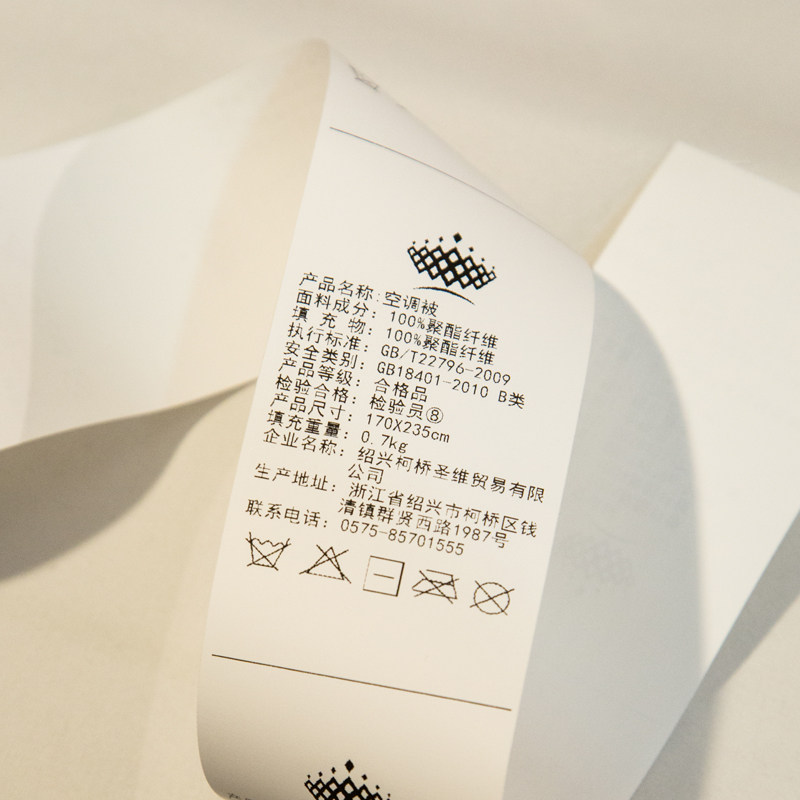 产品名称:空调被
面料成分: 100%聚酯纤维
填 充 物: 100%聚酯纤维
执行标准: GB/T22796-2009
安全类别: GB18401-2010 B类
产品等级: 合格品
检验合格: 检验员⑧
产品尺寸: 170X235cm
填充重量: 0.7kg
企业名称: 绍兴柯桥圣维贸易有限
公司
生产地址: 浙江省绍兴市柯桥区钱
清镇群贤西路1987号
联系电话: 0575-85701555